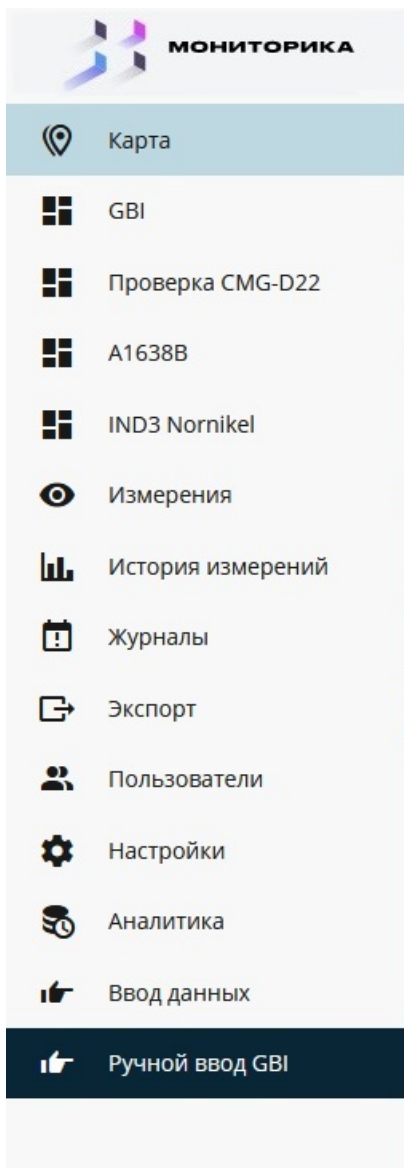 МОНИТОРИКА
Карта
GBI
Проверка CMG-D22
A1638B
IND3 Nornikel
Измерения
История измерений
Журналы
Экспорт
Пользователи
Настройки
Аналитика
Ввод данных
Ручной ввод GBI